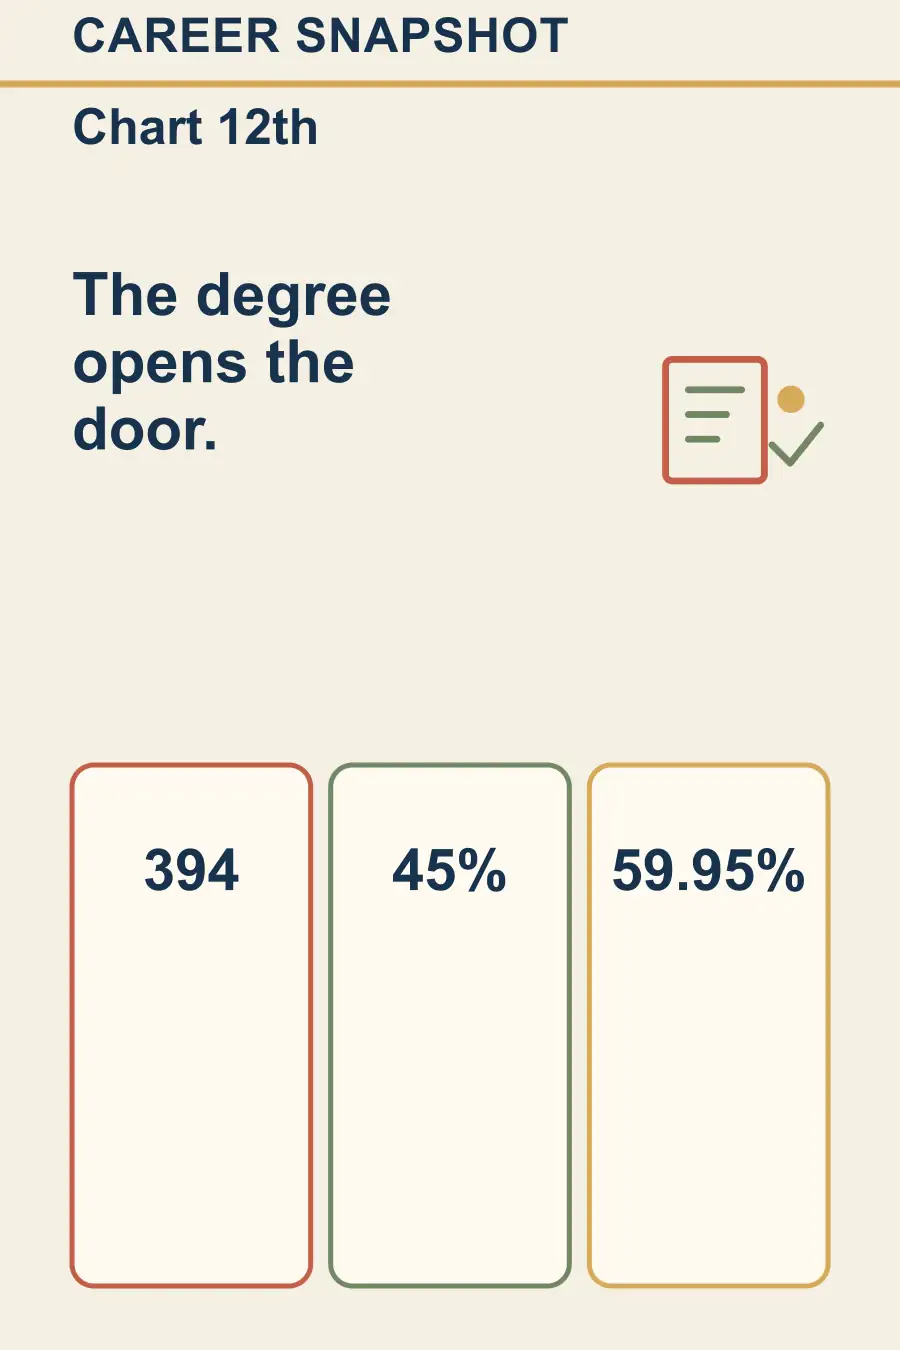 CAREER SNAPSHOT
Chart 12th
The degree
opens the
door.
394
45%
59.95%